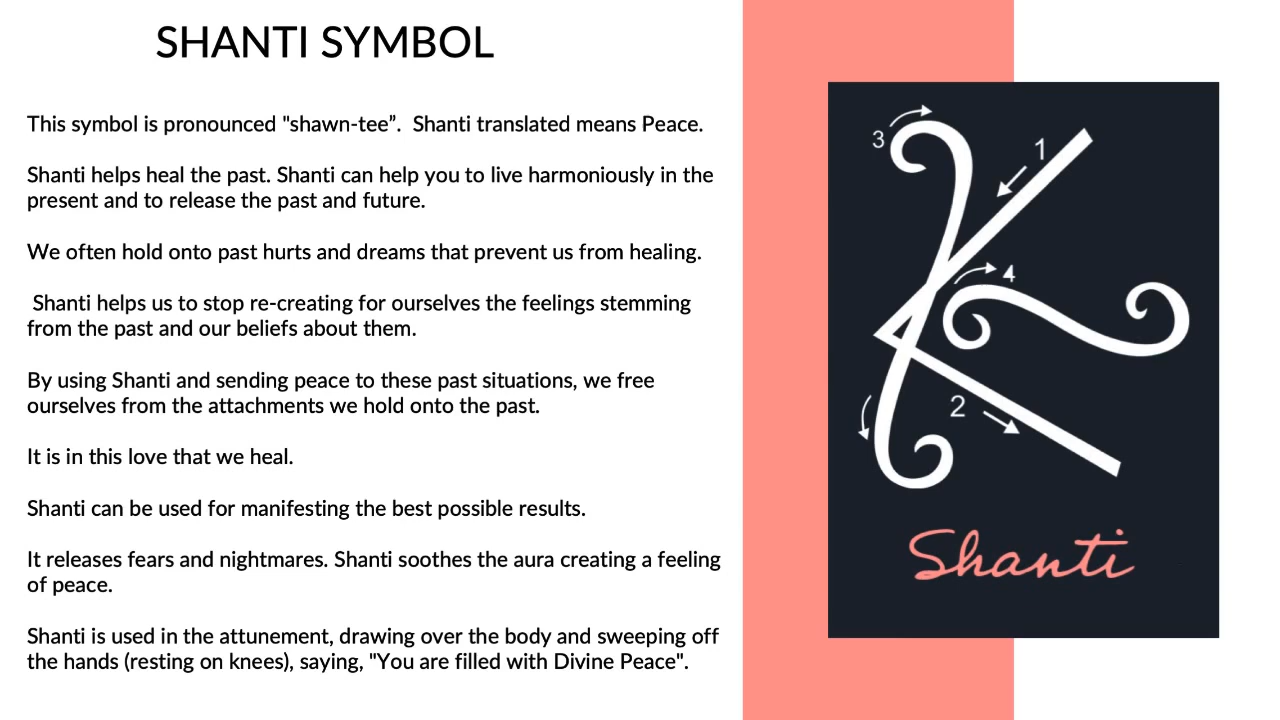 SHANTI SYMBOL
This symbol is pronounced "shawn-tee”.  Shanti translated means Peace.
Shanti helps heal the past. Shanti can help you to live harmoniously in the
present and to release the past and future.
We often hold onto past hurts and dreams that prevent us from healing.
Shanti helps us to stop re-creating for ourselves the feelings stemming
from the past and our beliefs about them.
By using Shanti and sending peace to these past situations, we free
ourselves from the attachments we hold onto the past.
It is in this love that we heal.
Shanti can be used for manifesting the best possible results.
It releases fears and nightmares. Shanti soothes the aura creating a feeling
of peace.
Shanti is used in the attunement, drawing over the body and sweeping off
the hands (resting on knees), saying, "You are filled with Divine Peace".
3
1
4
2
Shanti